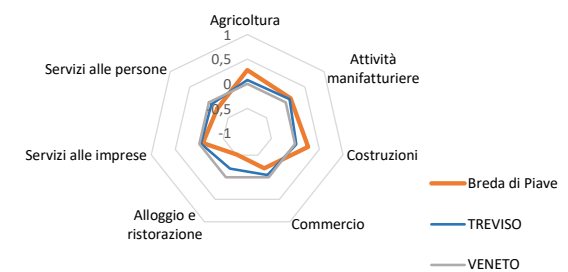 Agricoltura
1
0,5
0
-0,5
-1
Attività
manifatturiere
Costruzioni
Commercio
Alloggio e
ristorazione
Servizi alle imprese
Servizi alle persone
Breda di Piave
TREVISO
VENETO